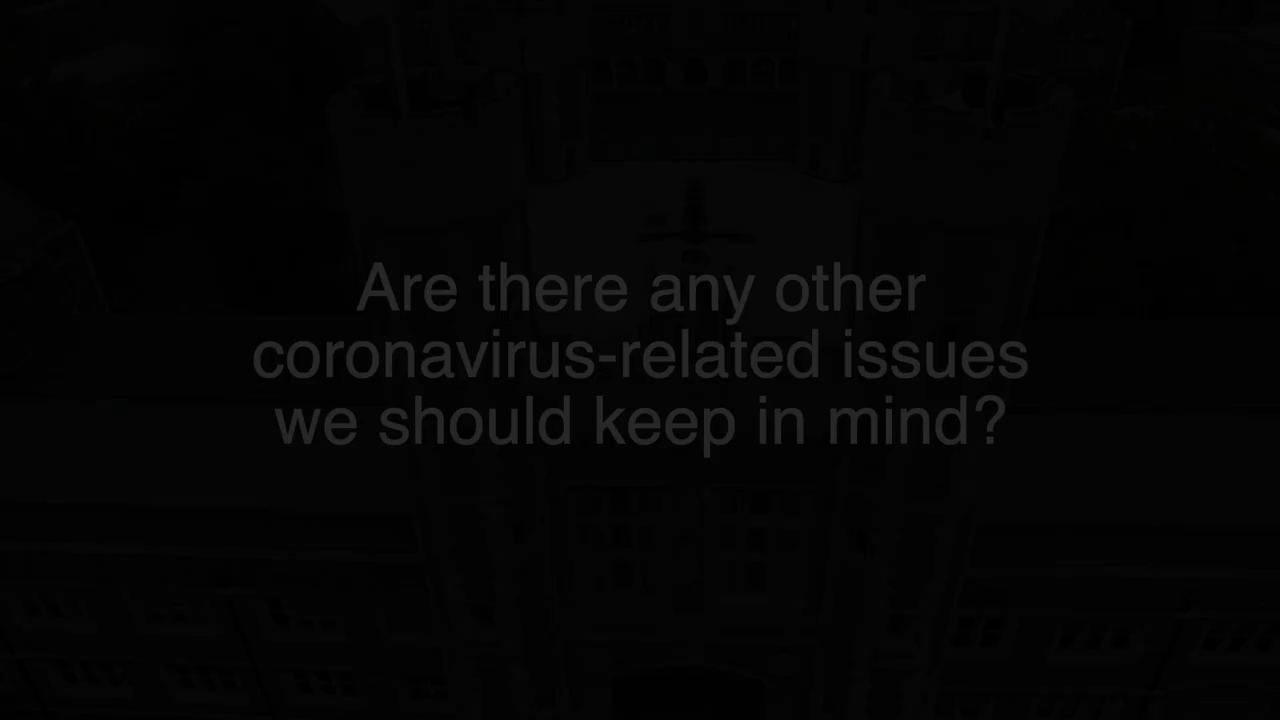 Are there any other
coronavirus-related issues
we should keep in mind?